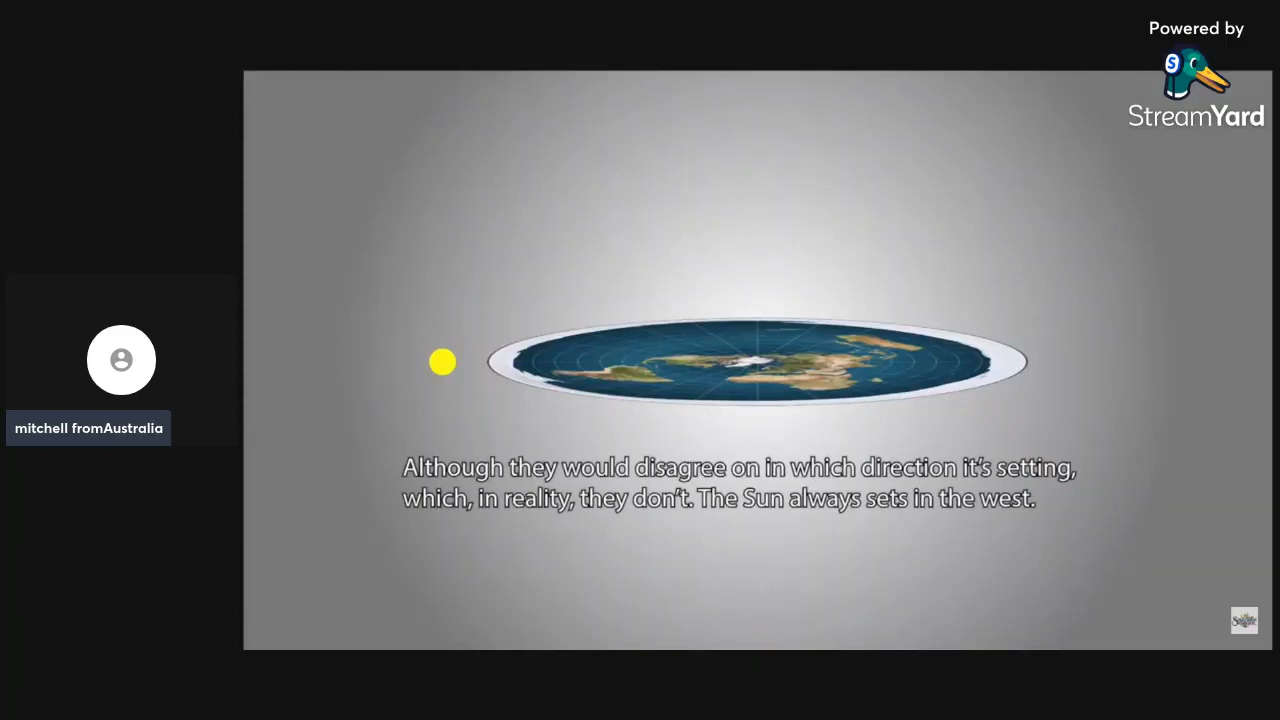 Powered by
S
StreamYard
mitchell fromAustralia
Although they would disagree on in which direction it's setting,
which, in reality, they don't. The Sun always sets in the west.